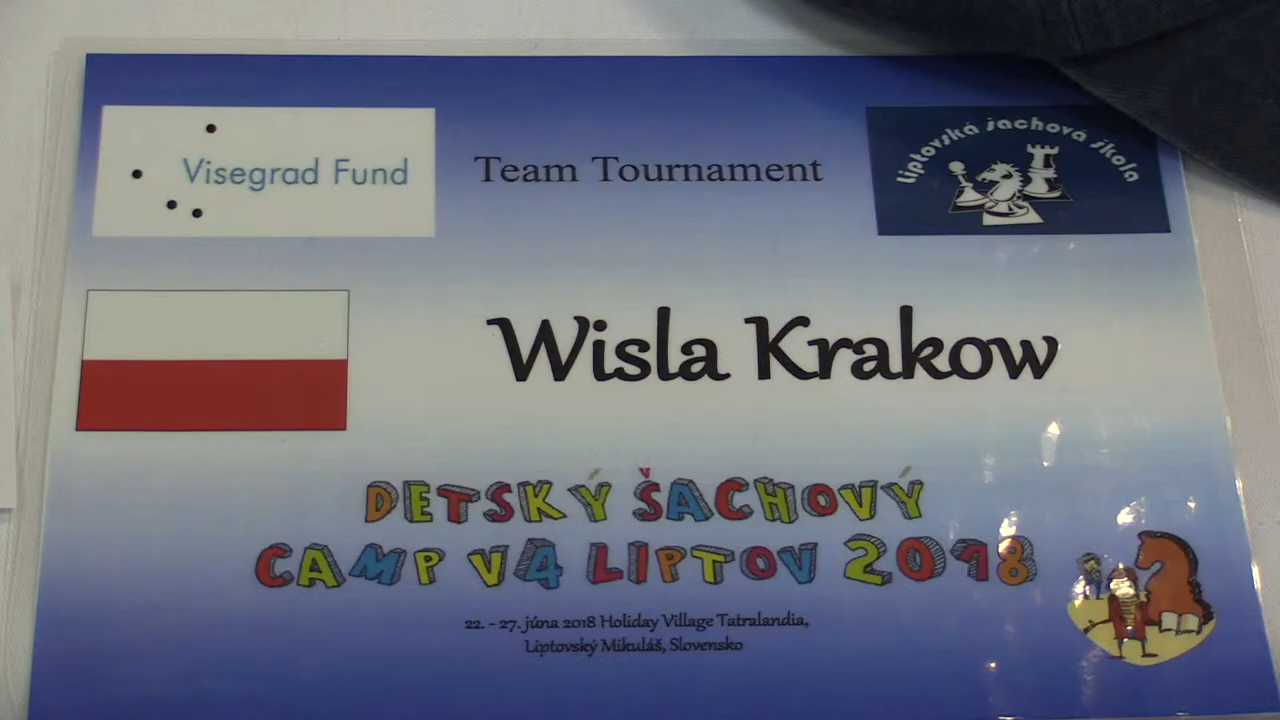 Visegrad Fund
Team Tournament
liptovská šachová škola
Wisla Krakow
DETSKÝ ŠACHOVÝ
CAMP V4 LIPTOV 2018
22. - 27. júna 2018 Holiday Village Tatralandia,
Liptovský Mikuláš, Slovensko